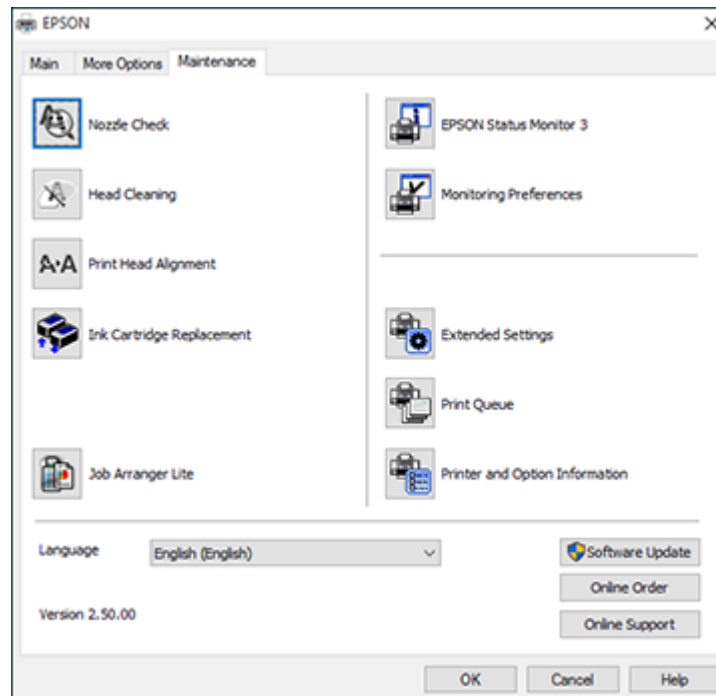 EPSON
Main More Options Maintenance
Nozzle Check
EPSON Status Monitor 3
Head Cleaning
Monitoring Preferences
A·A Print Head Alignment
Ink Cartridge Replacement
Extended Settings
Print Queue
Job Arranger Lite
Printer and Option Information
Language English (English) Software Update
Online Order
Version 2.50.00
Online Support
OK Cancel Help